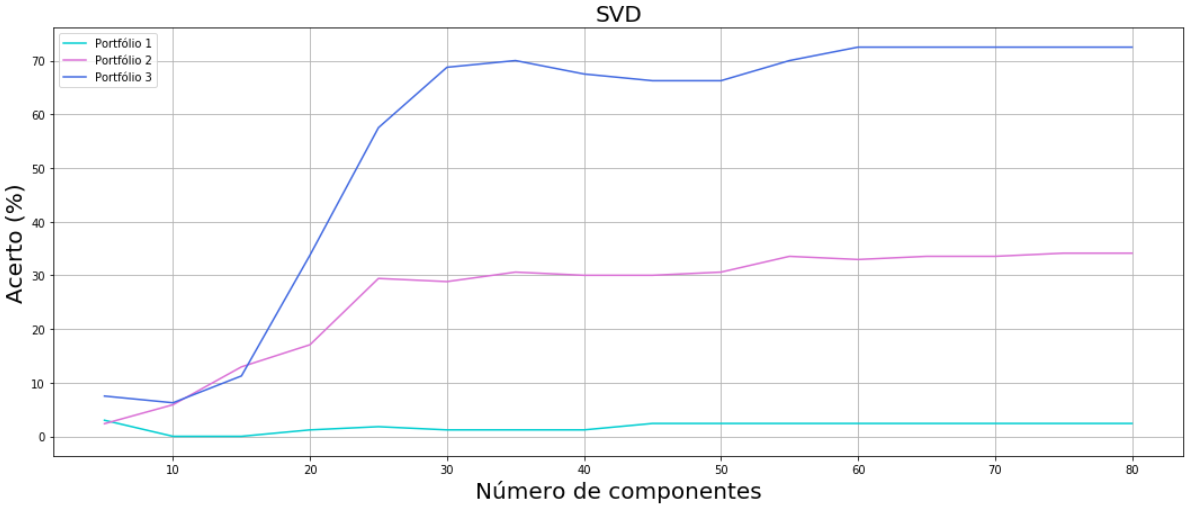 SVD
Portfólio 1
Portfólio 2
Portfólio 3
Acerto (%)
70
60
50
40
30
20
10
0
10 20 30 40 50 60 70 80
Número de componentes